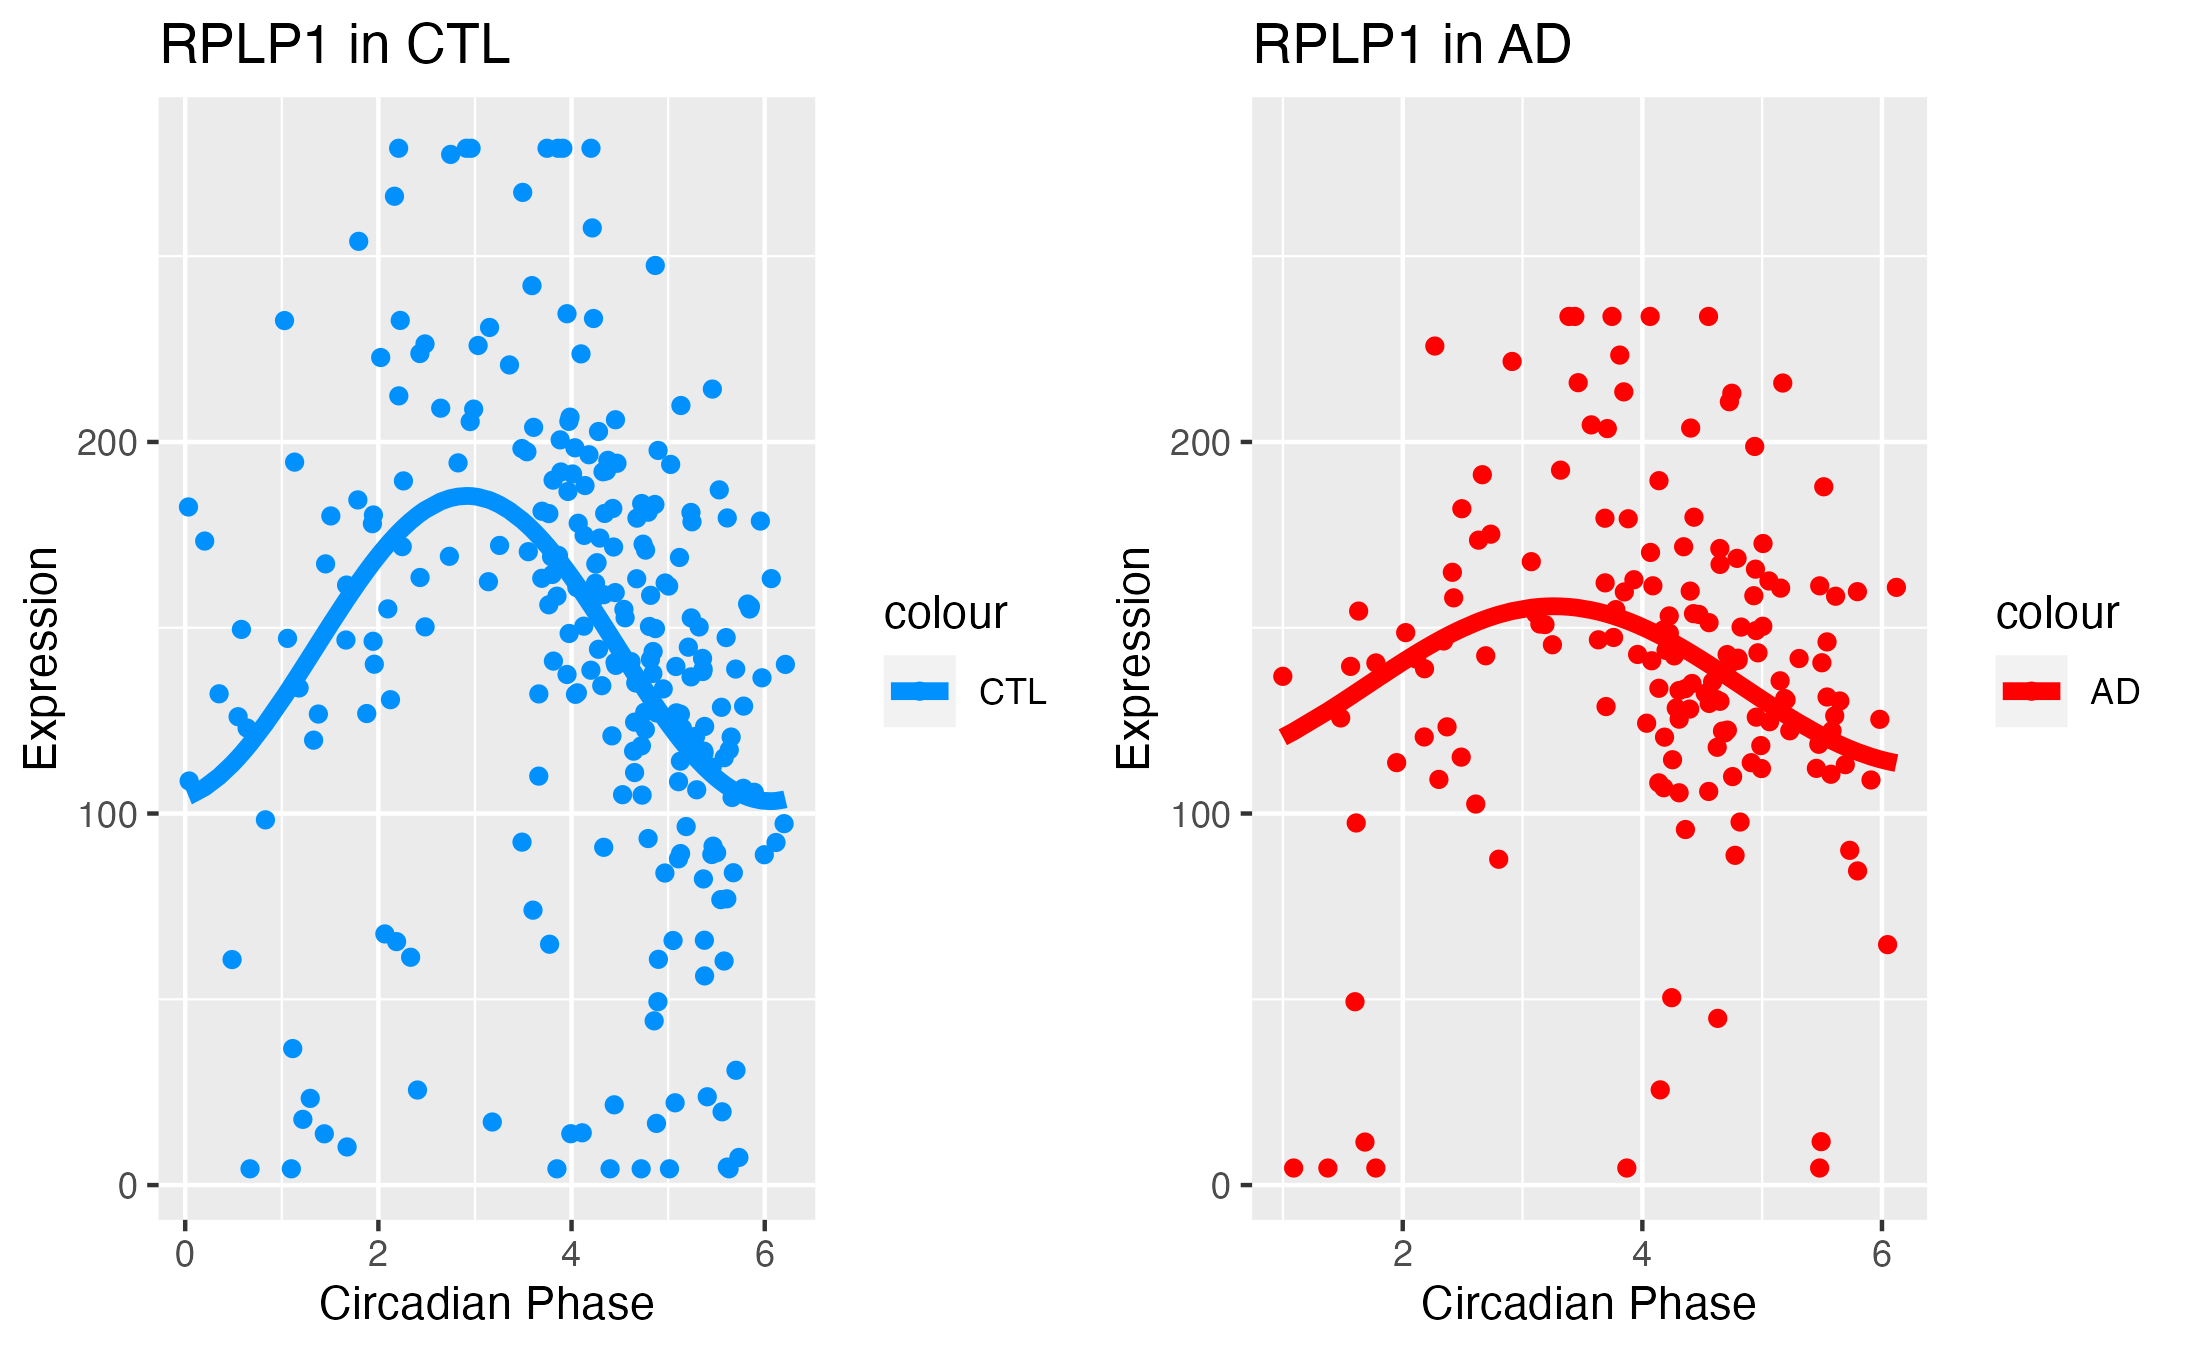 RPLP1 in CTL
Expression
200
100
0
0 2 4 6
Circadian Phase
colour
CTL
RPLP1 in AD
Expression
200
100
0
2 4 6
Circadian Phase
colour
AD